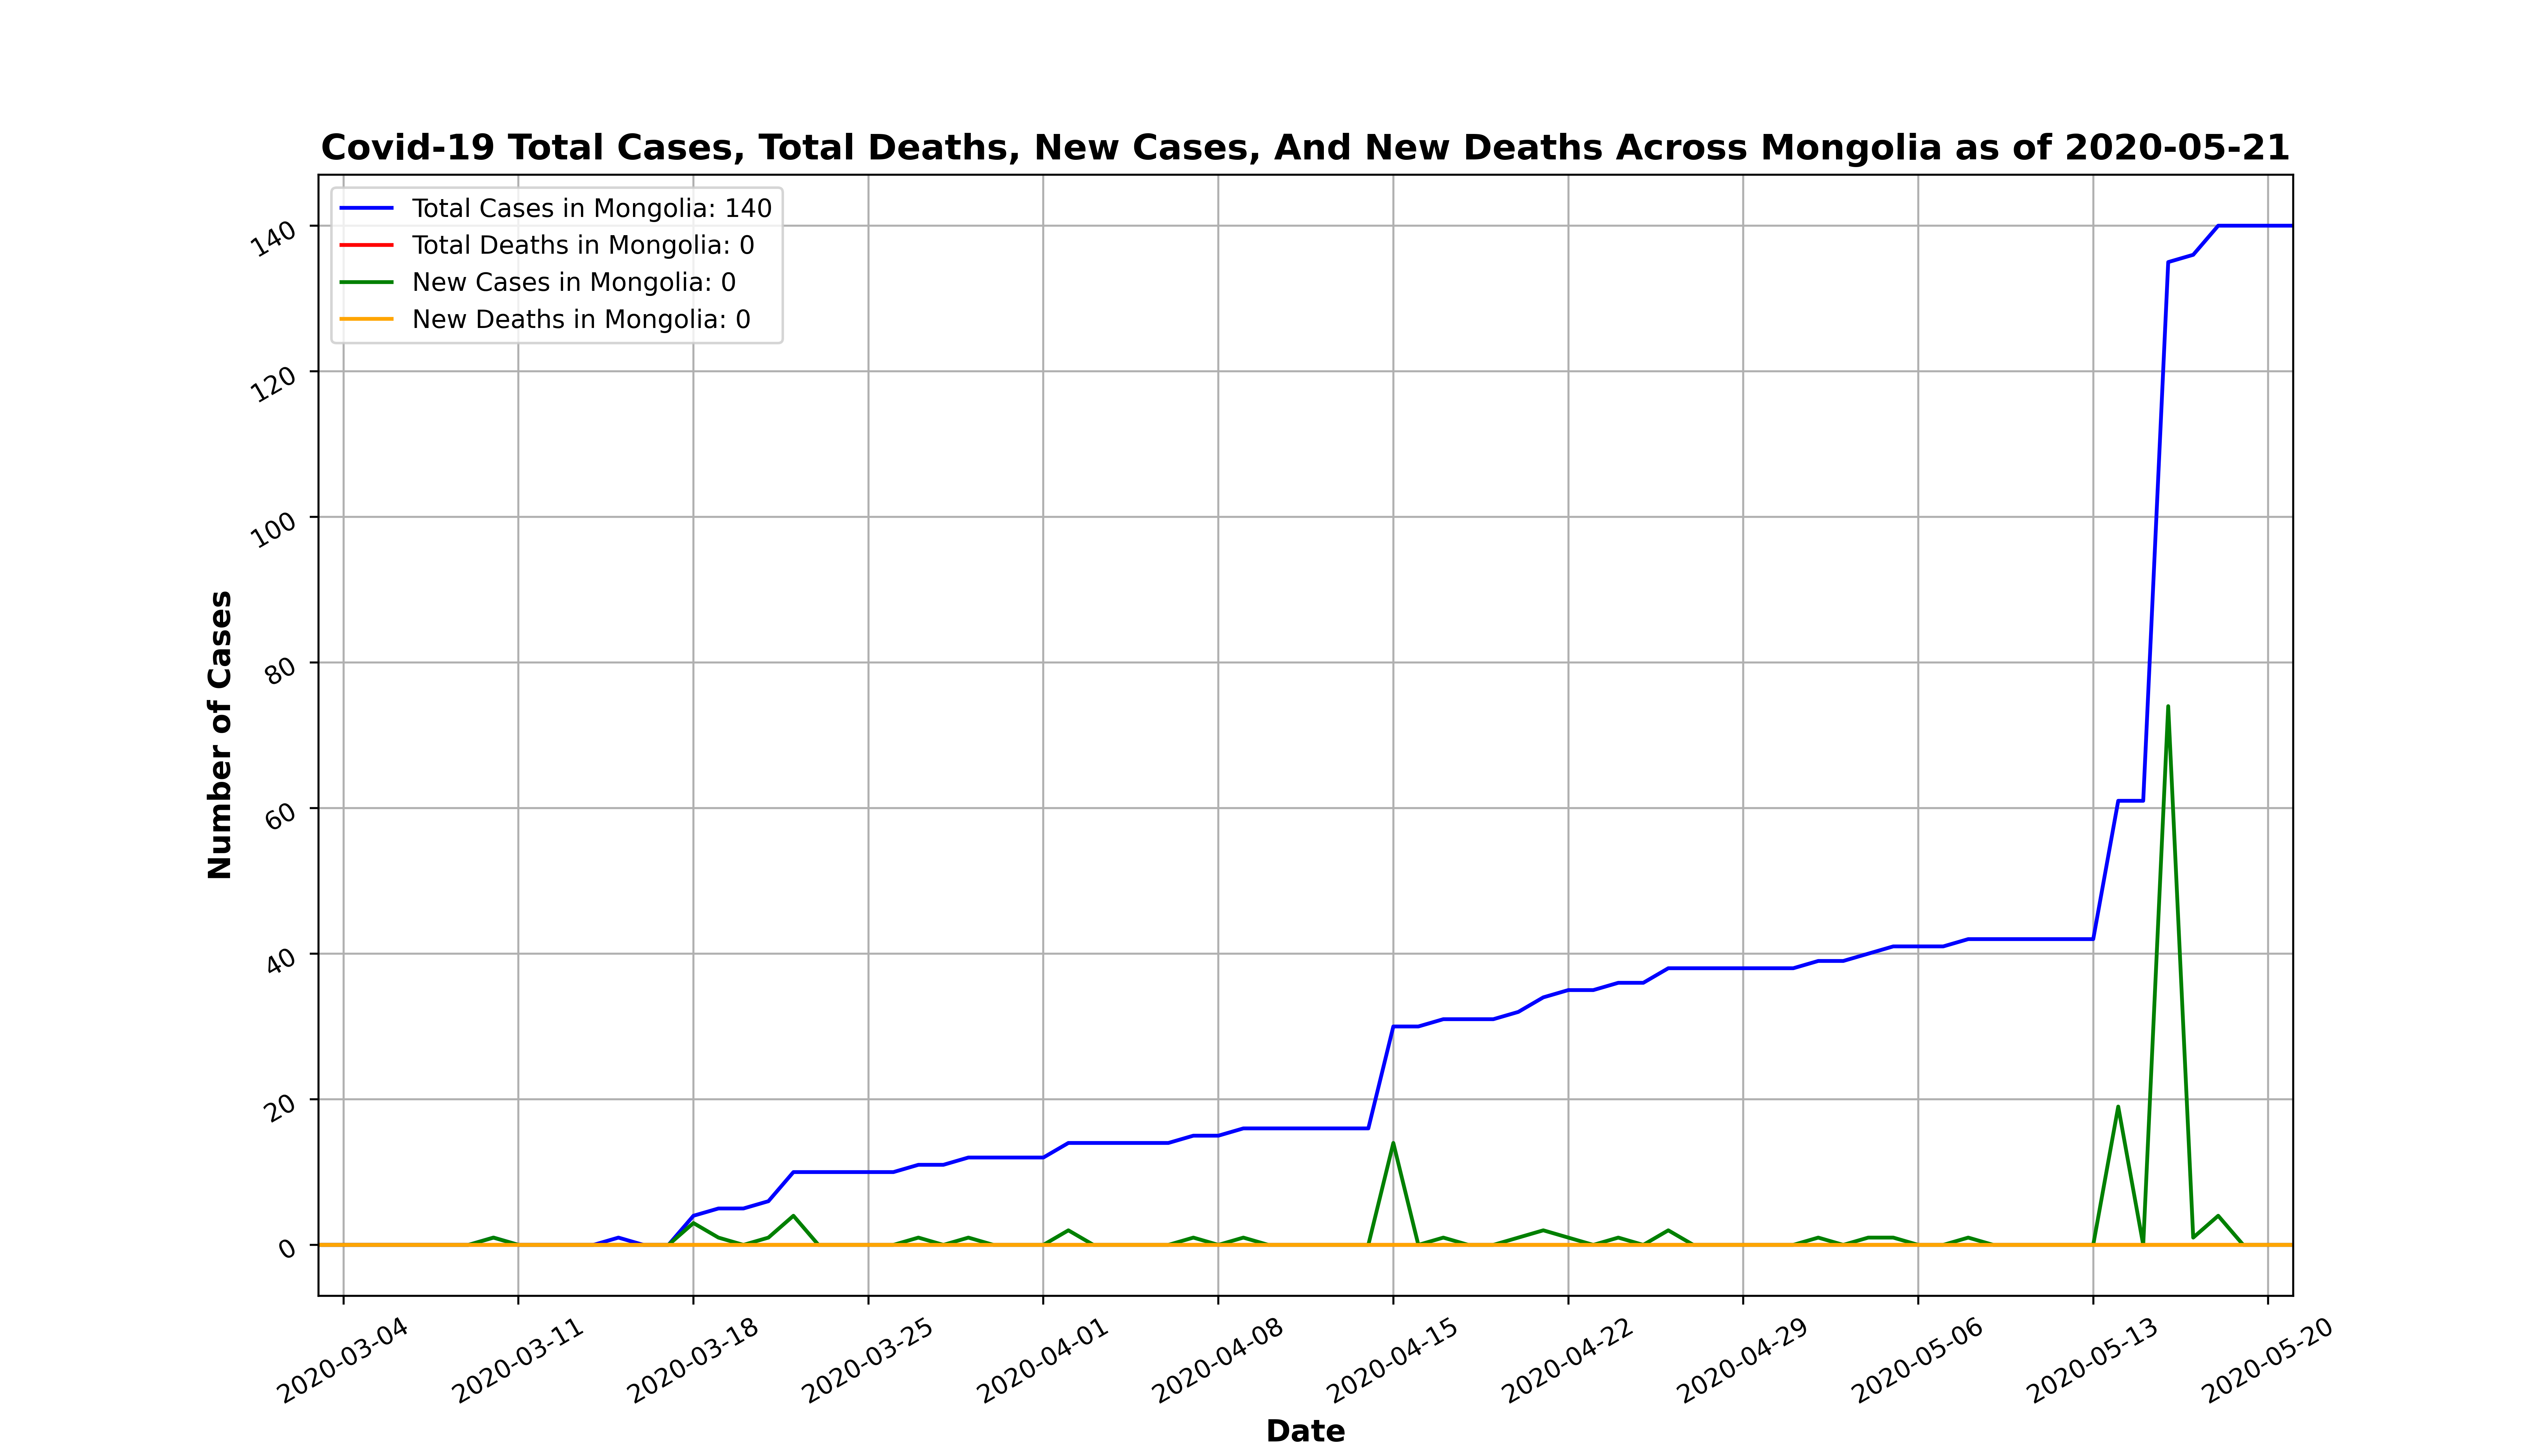 Covid-19 Total Cases, Total Deaths, New Cases, And New Deaths Across Mongolia as of 2020-05-21
Total Cases in Mongolia: 140
Total Deaths in Mongolia: 0
New Cases in Mongolia: 0
New Deaths in Mongolia: 0
Number of Cases
140
120
100
80
60
40
20
0
2020-03-04
2020-03-11
2020-03-18
2020-03-25
2020-04-01
2020-04-08
2020-04-15
2020-04-22
2020-04-29
2020-05-06
2020-05-13
2020-05-20
Date